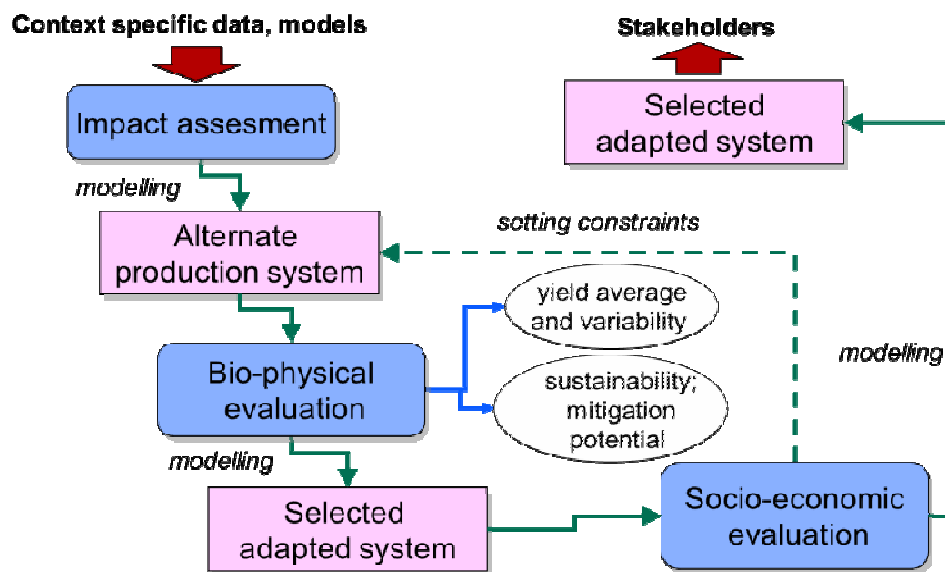 Context specific data, models
Impact assesment
modelling
Alternate
production system
Bio-physical
evaluation
modelling
Selected
adapted system
yield average
and variability
sustainability;
mitigation
potential
sotting constraints
Socio-economic
evaluation
modelling
Selected
adapted system
Stakeholders